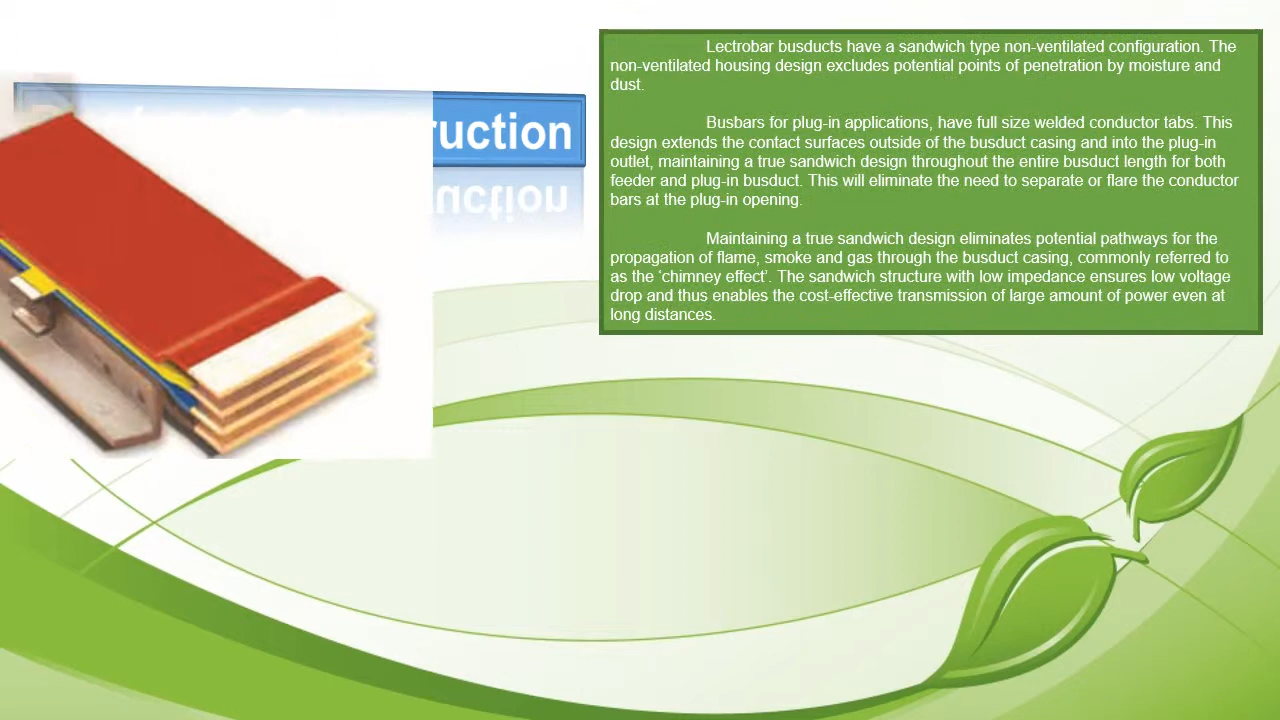 ruction
Lectrobar busducts have a sandwich type non-ventilated configuration. The
non-ventilated housing design excludes potential points of penetration by moisture and
dust.
Busbars for plug-in applications, have full size welded conductor tabs. This
design extends the contact surfaces outside of the busduct casing and into the plug-in
outlet, maintaining a true sandwich design throughout the entire busduct length for both
feeder and plug-in busduct. This will eliminate the need to separate or flare the conductor
bars at the plug-in opening.
Maintaining a true sandwich design eliminates potential pathways for the
propagation of flame, smoke and gas through the busduct casing, commonly referred to
as the ‘chimney effect’. The sandwich structure with low impedance ensures low voltage
drop and thus enables the cost-effective transmission of large amount of power even at
long distances.